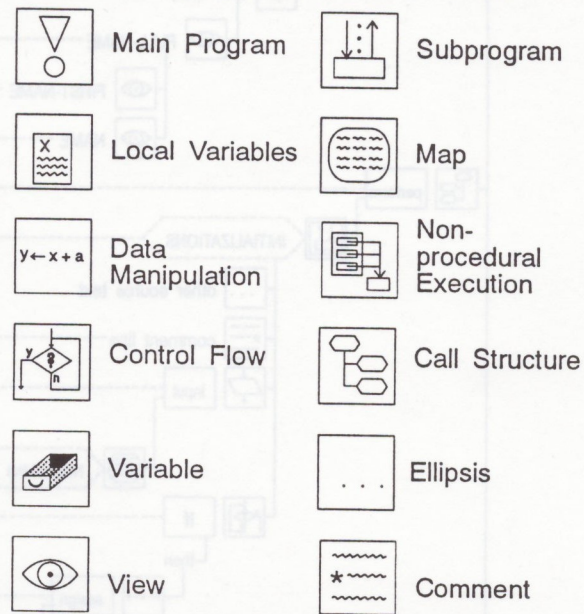 Main Program
Subprogram
X
Local Variables
Map
y←x+a
Data
Manipulation
Non-
procedural
Execution
y
?
n
Control Flow
Call Structure
Variable
. . .
Ellipsis
View
*
Comment